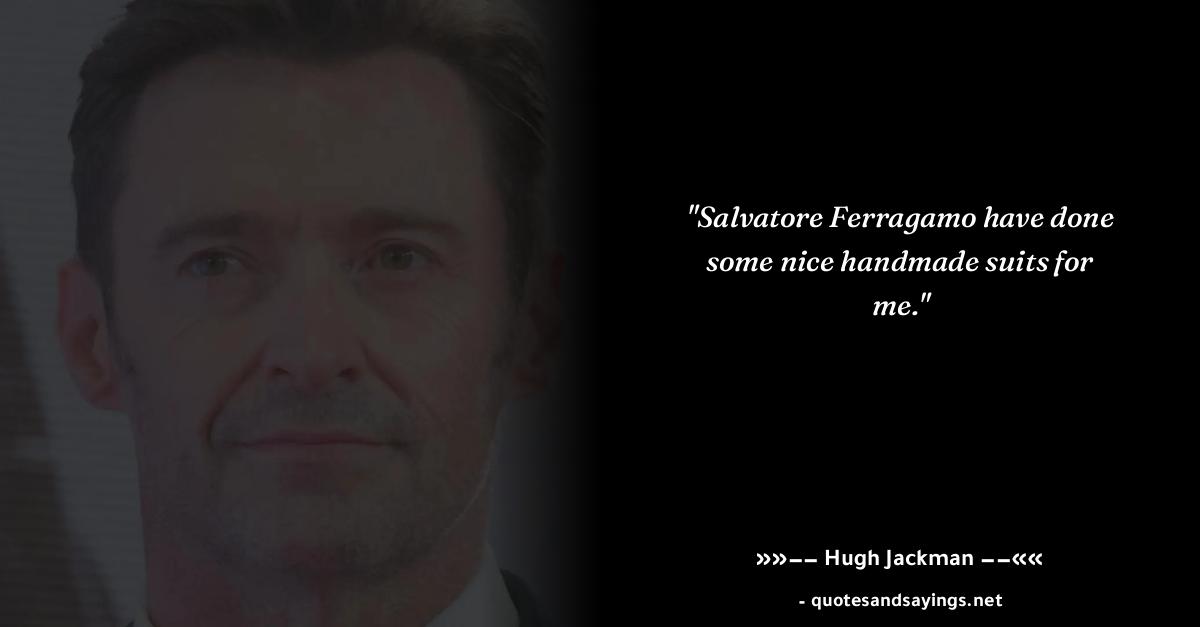 "Salvatore Ferragamo have done
some nice handmade suits for
me."
»»−− Hugh Jackman −−««
- quotesandsayings.net